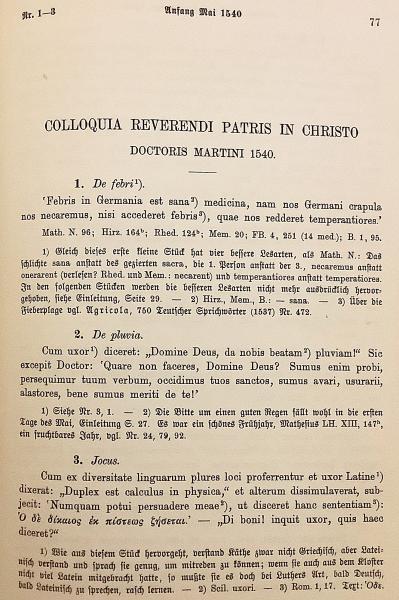 Nr. 1—3
Anfang Mai 1540
77
COLLOQUIA REVERENDI PATRIS IN CHRISTO
DOCTORIS MARTINI 1540.
1. De febri¹).
'Febris in Germania est sana²) medicina, nam nos Germani crapula
nos necaremus, nisi accederet febris³), quae nos redderet temperantiores.'
Math. N. 96; Hirz. 164ᵇ; Rhed. 124ᵇ; Mem. 20; FB. 4, 251 (14 med.); B. 1, 95.
1) Gleich dieses erste kleine Stück hat vier bessere Lesarten, als Math. N.: Das
schlichte sana anstatt des gezierten sacra, die 1. Person anstatt der 3., necaremus anstatt
onerarent (verlesen? Rhed. und Mem.: necarent) und temperantiores anstatt temperatiores.
In den folgenden Stücken werden die besseren Lesarten nicht mehr ausdrücklich hervor-
gehoben, siehe Einleitung, Seite 29. — 2) Hirz., Mem., B.: – sana. — 3) Über die
Fieberplage vgl. Agricola, 750 Teutscher Sprichwörter (1537) Nr. 472.
2. De pluvia.
Cum uxor¹) diceret: „Domine Deus, da nobis beatam²) pluviam!“ Sic
excepit Doctor: 'Quare non faceres, Domine Deus? Sumus enim probi,
persequimur tuum verbum, occidimus tuos sanctos, sumus avari, usurarii,
alastores, bene sumus meriti de te!'
1) Siehe Nr. 3, 1. — 2) Die Bitte um einen guten Regen fällt wohl in die ersten
Tage des Mai, Einleitung S. 27. Es war ein schönes Frühjahr, Mathesius LH. XIII, 147ᵇ,
ein fruchtbares Jahr, vgl. Nr. 24, 79, 92.
3. Jocus.
Cum ex diversitate linguarum plures loci proferrentur et uxor Latine¹)
dixerat: „Duplex est calculus in physica,“ et alterum dissimulaverat, sub-
jecit: 'Numquam potui persuadere meae²), ut disceret hanc sententiam³):
Ὁ δὲ δίκαιος ἐκ πίστεως ζήσεται.' — „Di boni! inquit uxor, quis haec
diceret?“
1) Wie aus diesem Stück hervorgeht, verstand Käthe zwar nicht Griechisch, aber Latei-
nisch verstand und sprach sie genug, um mitreden zu können; wenn sie auch aus dem Kloster
nicht viel Latein mitgebracht hatte, so mußte sie es doch bei Luthers Art, bald Deutsch,
bald Lateinisch zu sprechen, rasch lernen. — 2) Scil. uxori. — 3) Rom. 1, 17. Text: Ὁδε.